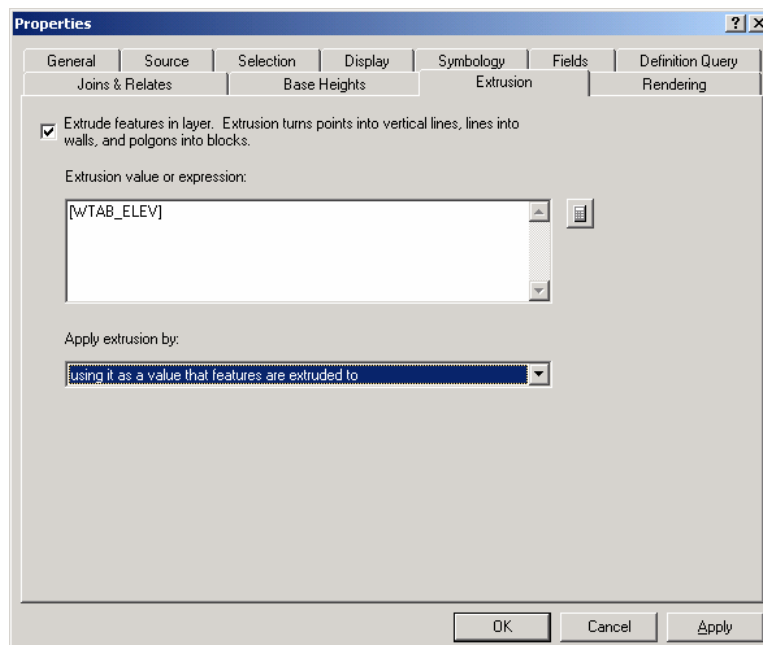 Properties
General Source Selection Display Symbology Fields Definition Query
Joins & Relates Base Heights Extrusion Rendering
Extrude features in layer. Extrusion turns points into vertical lines, lines into
walls, and polgons into blocks.
Extrusion value or expression:
[WTAB_ELEV]
Apply extrusion by:
using it as a value that features are extruded to
OK Cancel Apply